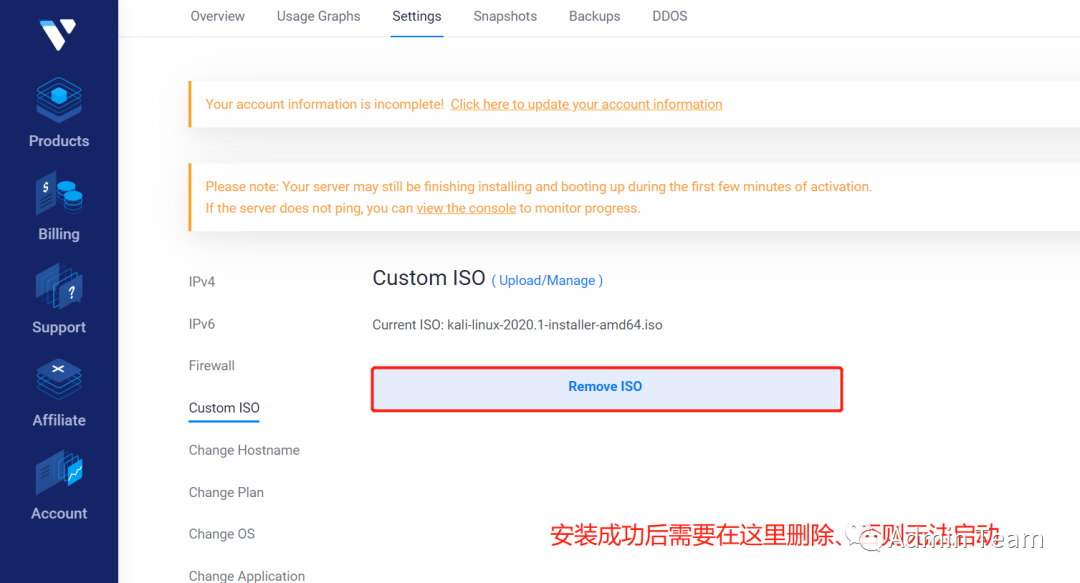 Overview Usage Graphs Settings Snapshots Backups DDOS
Products
Billing
Support
Affiliate
Account
Your account information is incomplete! Click here to update your account information
Please note: Your server may still be finishing installing and booting up during the first few minutes of activation.
If the server does not ping, you can view the console to monitor progress.
IPv4
IPv6
Firewall
Custom ISO
Change Hostname
Change Plan
Change OS
Change Application
Custom ISO ( Upload/Manage )
Current ISO: kali-linux-2020.1-installer-amd64.iso
Remove ISO
安装成功后需要在这里删除、否则无法启动
Admin Team